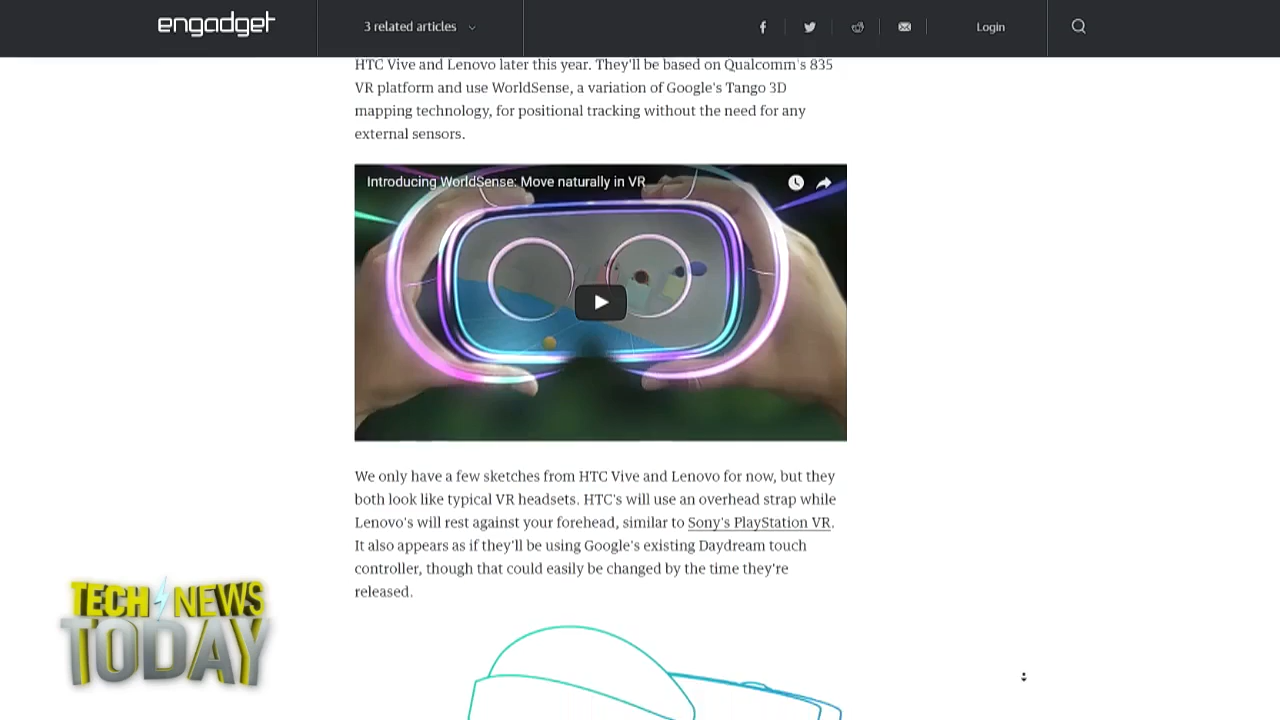 engadget
3 related articles
Login
HTC Vive and Lenovo later this year. They'll be based on Qualcomm's 835
VR platform and use WorldSense, a variation of Google's Tango 3D
mapping technology, for positional tracking without the need for any
external sensors.
Introducing WorldSense: Move naturally in VR
We only have a few sketches from HTC Vive and Lenovo for now, but they
both look like typical VR headsets. HTC's will use an overhead strap while
Lenovo's will rest against your forehead, similar to Sony's PlayStation VR.
It also appears as if they'll be using Google's existing Daydream touch
controller, though that could easily be changed by the time they're
released.
TECH NEWS
TODAY